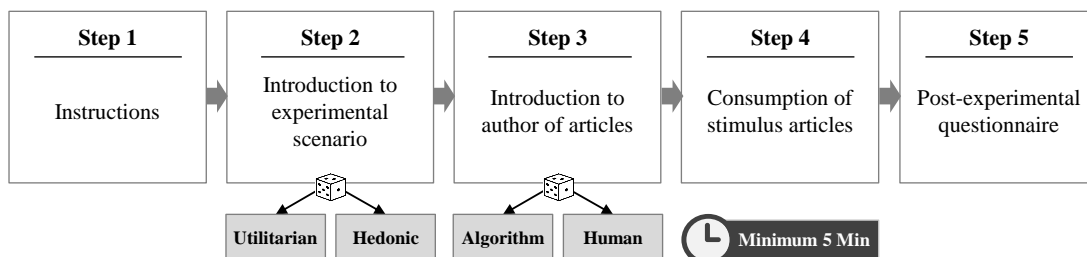 Step 1
Instructions
Step 2
Introduction to
experimental
scenario
Step 3
Introduction to
author of articles
Step 4
Consumption of
stimulus articles
Step 5
Post-experimental
questionnaire
Utilitarian
Hedonic
Algorithm
Human
Minimum 5 Min